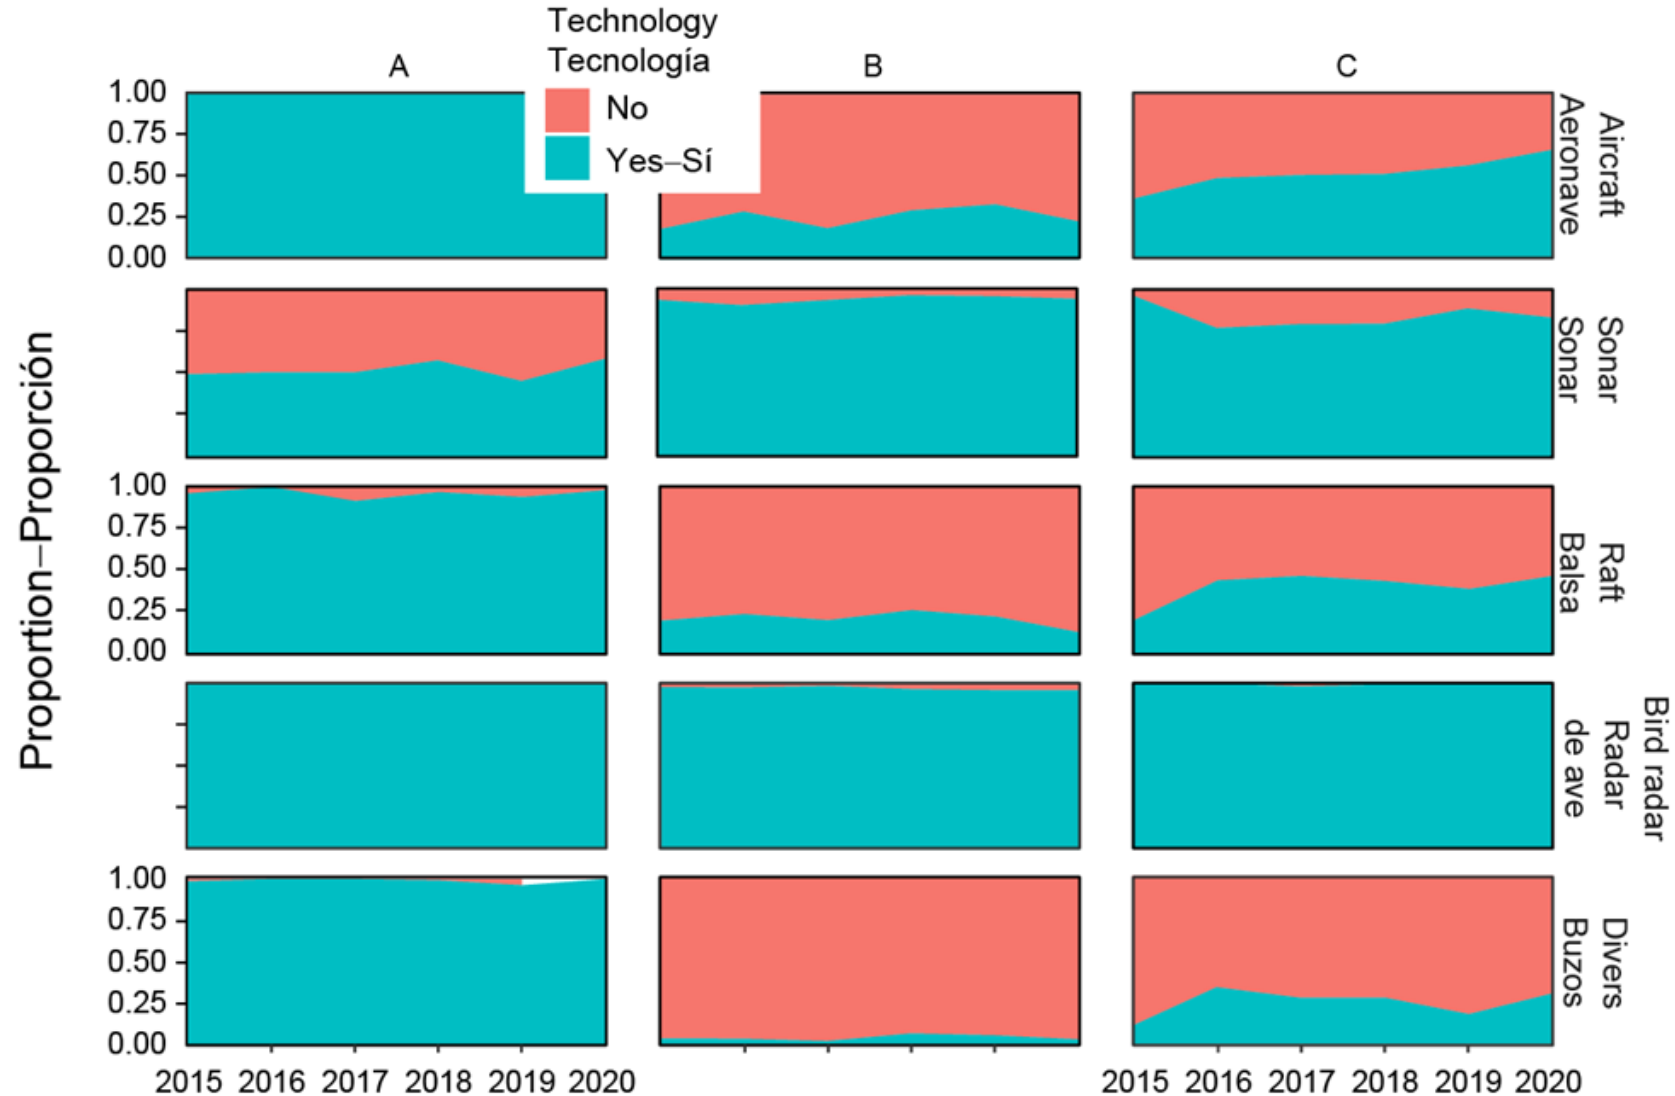 Technology
Tecnología
No
Yes–Sí
A
B
C
1.00
0.75
0.50
0.25
0.00
Aircraft
Aeronave
Sonar
Sonar
1.00
0.75
0.50
0.25
0.00
Raft
Balsa
Bird radar
Radar
de ave
1.00
0.75
0.50
0.25
0.00
Divers
Buzos
Proportion–Proporción
2015 2016 2017 2018 2019 2020
2015 2016 2017 2018 2019 2020